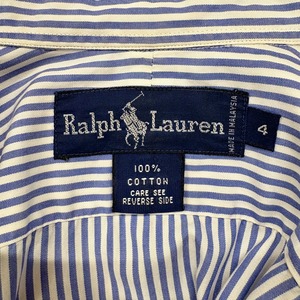 Ralph Lauren
MADE IN MALAYSIA
4
100%
COTTON
CARE SEE
REVERSE SIDE